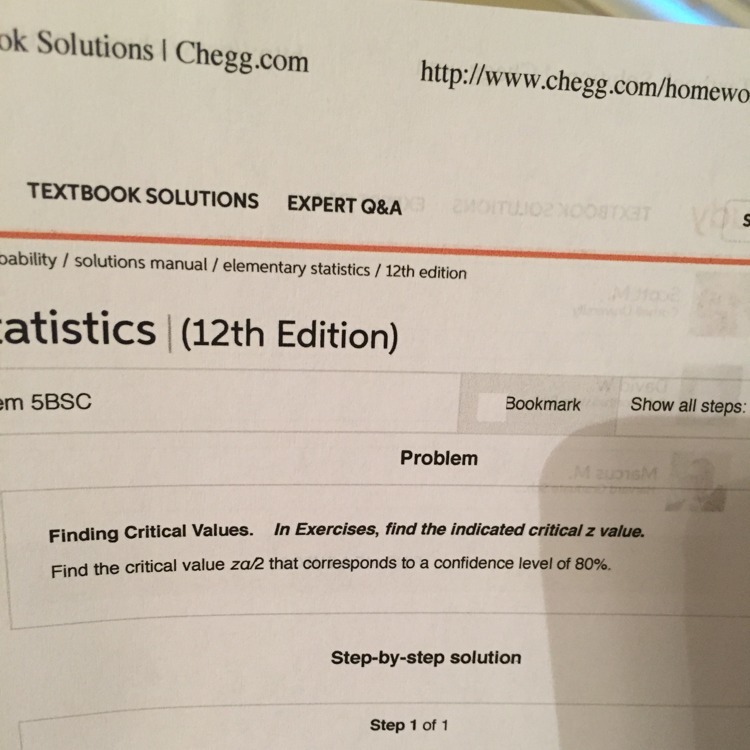 ok Solutions | Chegg.com
http://www.chegg.com/homewo
TEXTBOOK SOLUTIONS EXPERT Q&A
S
bability / solutions manual / elementary statistics / 12th edition
tatistics | (12th Edition)
em 5BSC
Bookmark Show all steps:
Problem
Finding Critical Values. In Exercises, find the indicated critical z value.
Find the critical value zα/2 that corresponds to a confidence level of 80%.
Step-by-step solution
Step 1 of 1